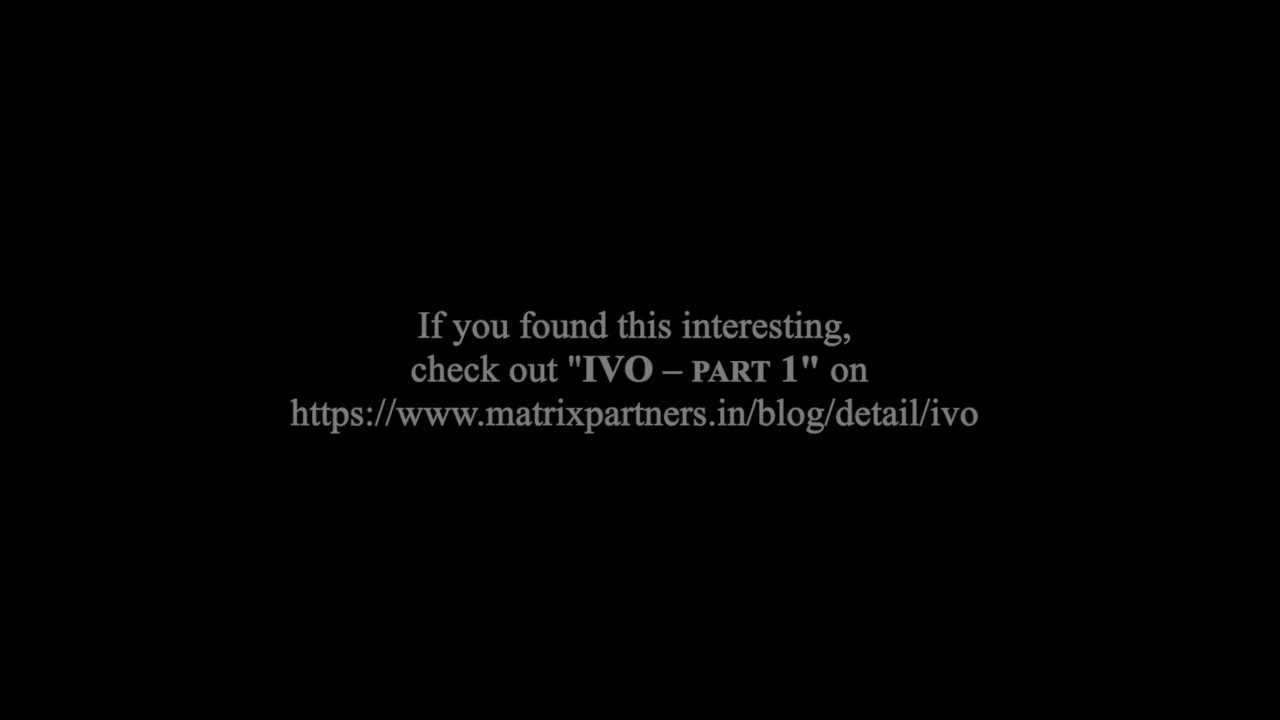 If you found this interesting,
check out "IVO – PART 1" on
https://www.matrixpartners.in/blog/detail/ivo